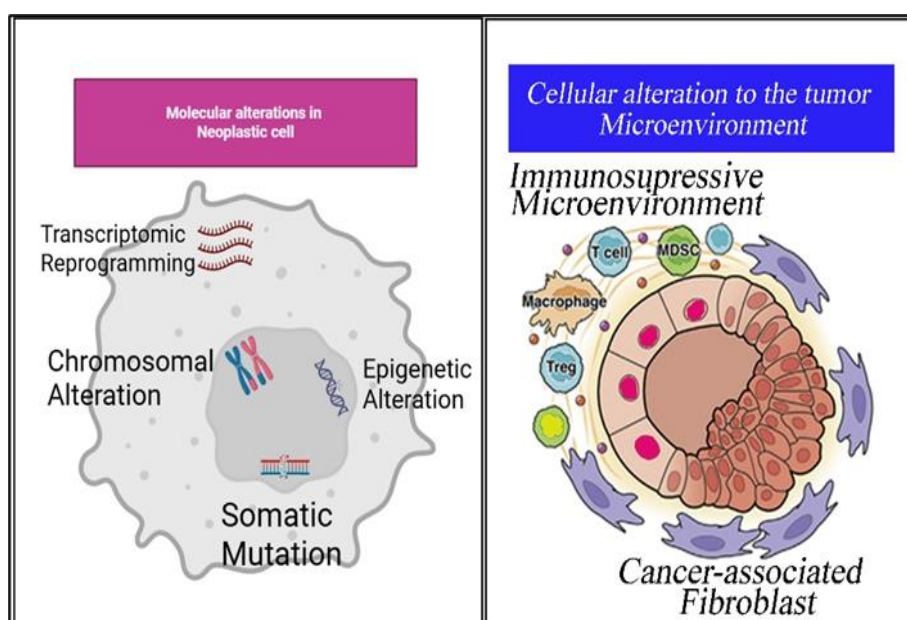 Molecular alterations in
Neoplastic cell
Transcriptomic
Reprogramming
Chromosomal
Alteration
Epigenetic
Alteration
Somatic
Mutation
Cellular alteration to the tumor
Microenvironment
Immunosupressive
Microenvironment
T cell
MDSC
Macrophage
Treg
Cancer-associated
Fibroblast